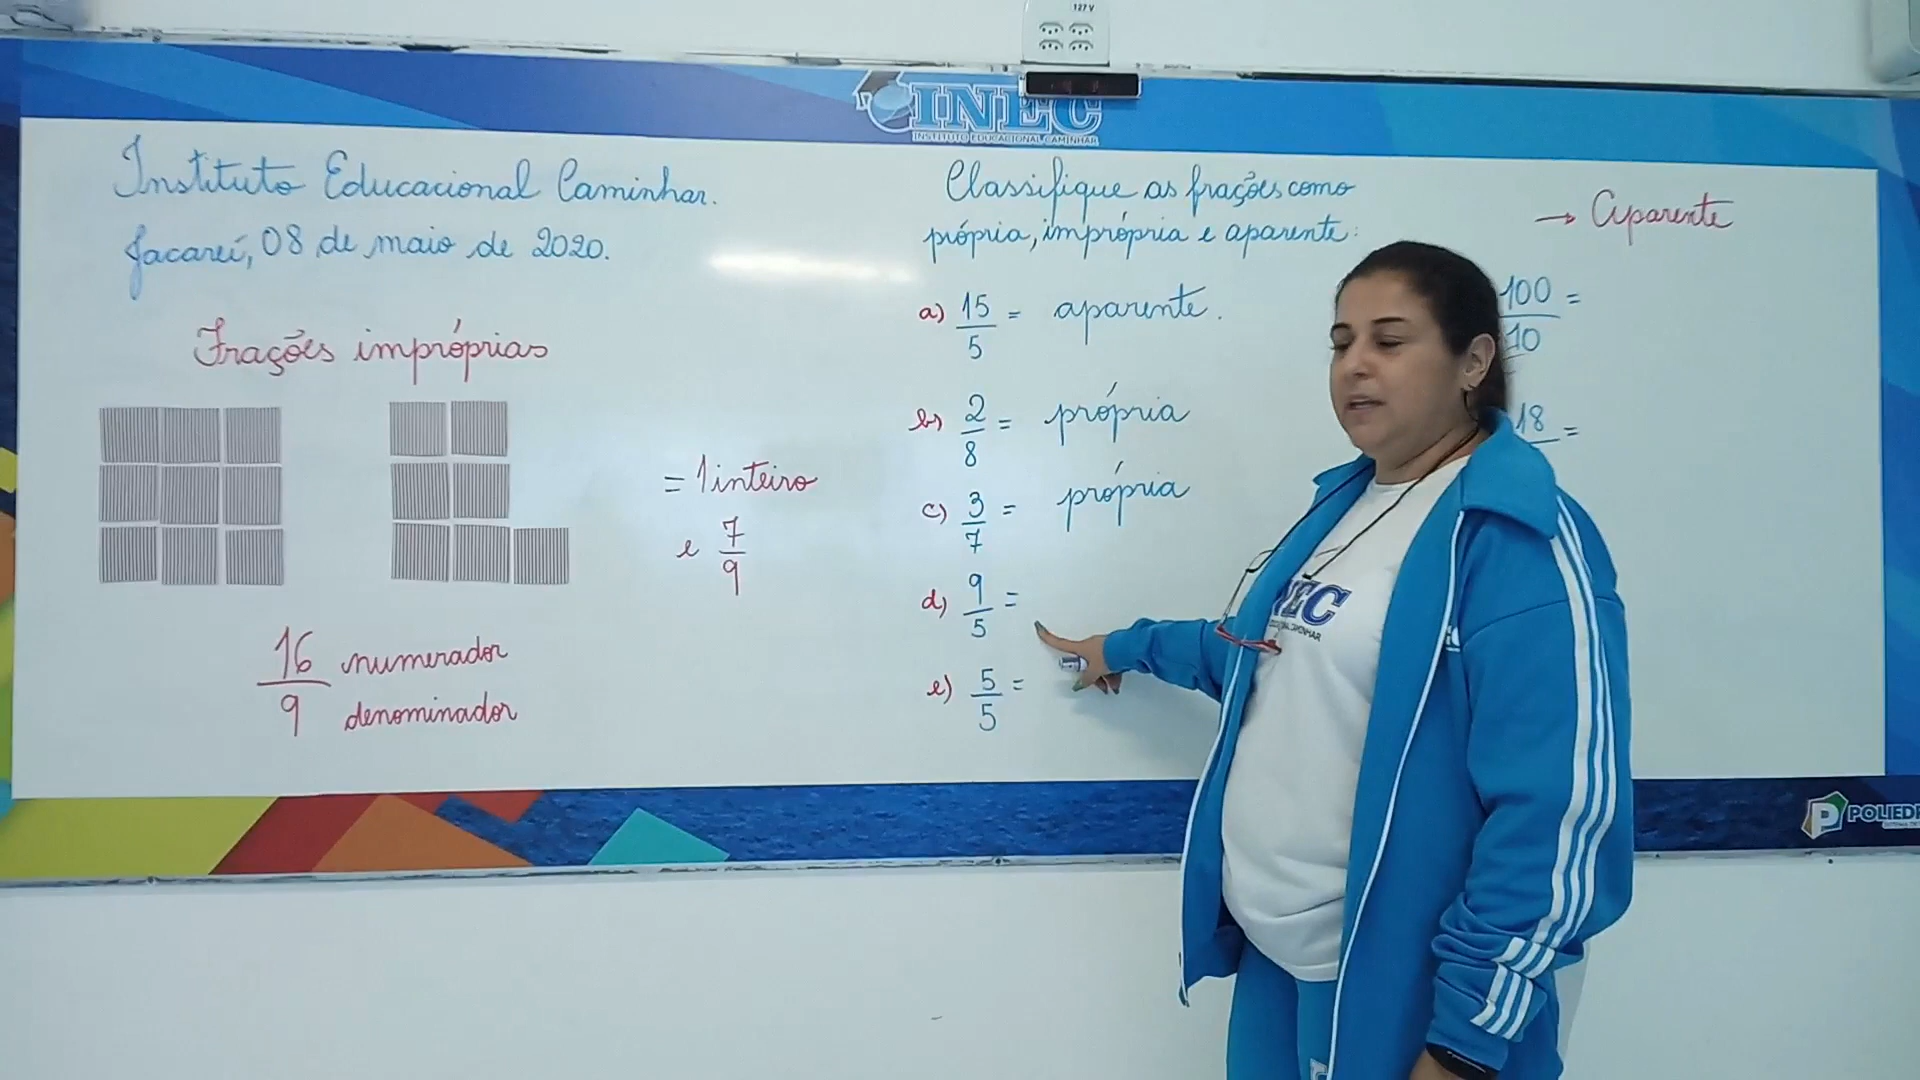 127 V
INEC
INSTITUTO EDUCACIONAL CAMINHAR
Instituto Educacional Caminhar.
Jacareí, 08 de maio de 2020.
Frações impróprias
= 1 inteiro
e 7/9
16 numerador
9 denominador
Classifique as frações como
própria, imprópria e aparente:
a) 15/5 = aparente.
b) 2/8 = própria
c) 3/7 = própria
d) 9/5 =
e) 5/5 =
→ Aparente
100/10 =
18 =
NEC
POLIED